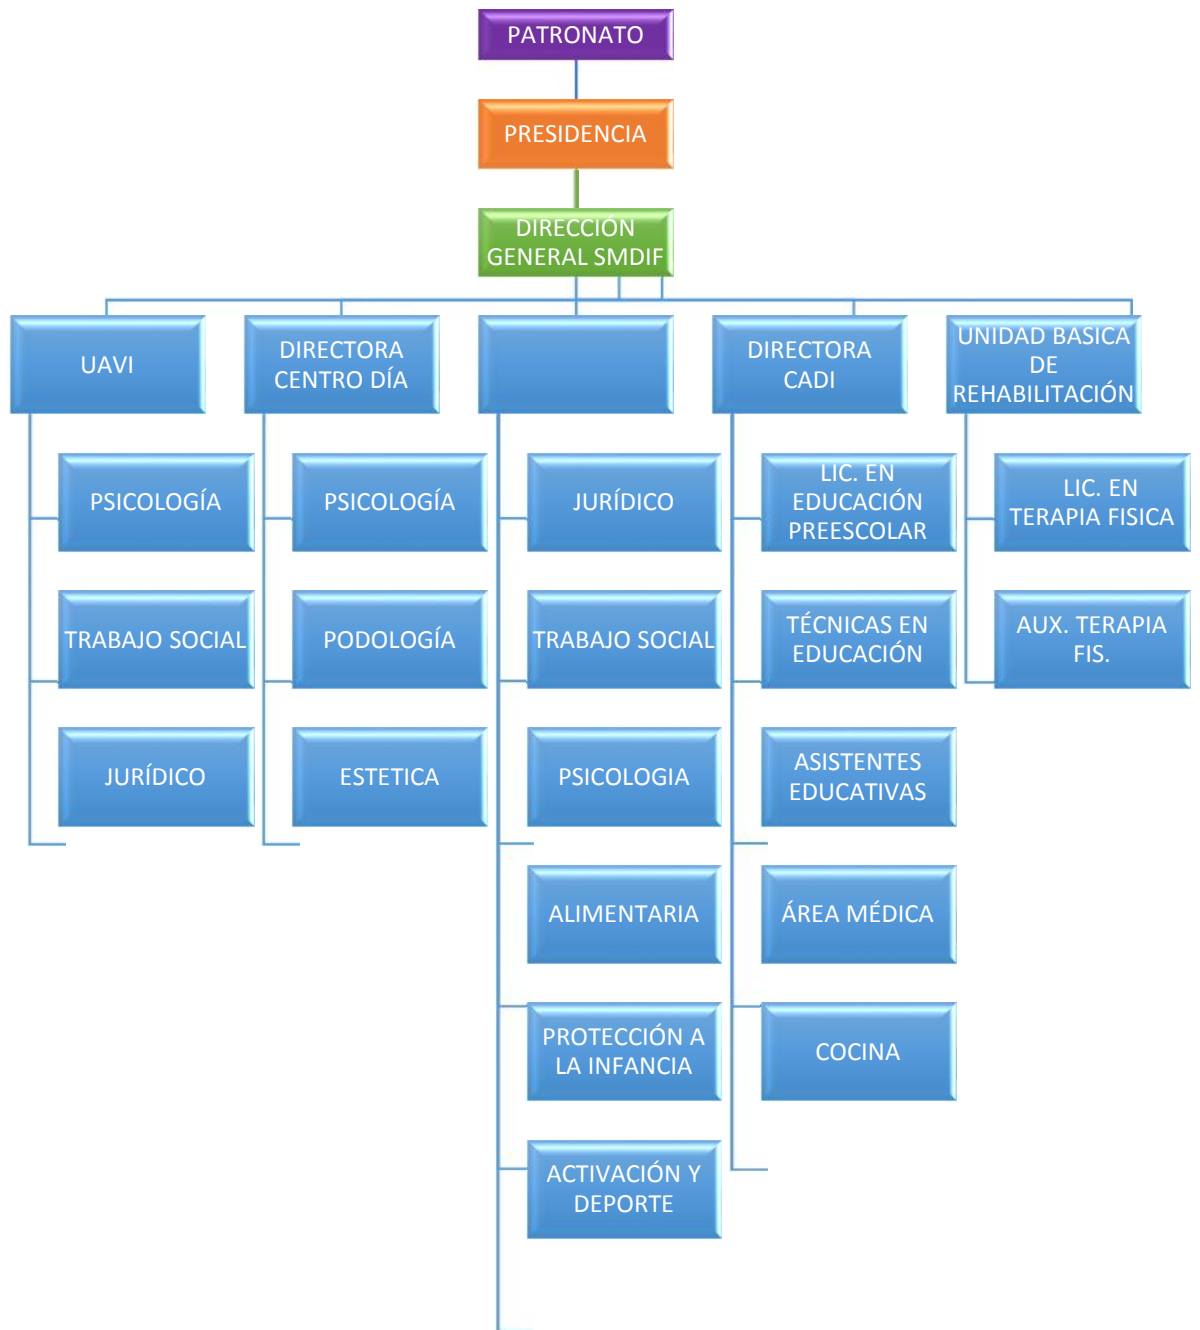 PATRONATO
PRESIDENCIA
DIRECCIÓN
GENERAL SMDIF
UAVI
DIRECTORA
CENTRO DÍA
DIRECTORA
CADI
UNIDAD BASICA
DE
REHABILITACIÓN
PSICOLOGÍA
TRABAJO SOCIAL
JURÍDICO
PSICOLOGÍA
PODOLOGÍA
ESTETICA
JURÍDICO
TRABAJO SOCIAL
PSICOLOGIA
ALIMENTARIA
PROTECCIÓN A
LA INFANCIA
ACTIVACIÓN Y
DEPORTE
LIC. EN
EDUCACIÓN
PREESCOLAR
TÉCNICAS EN
EDUCACIÓN
ASISTENTES
EDUCATIVAS
ÁREA MÉDICA
COCINA
LIC. EN
TERAPIA FISICA
AUX. TERAPIA
FIS.